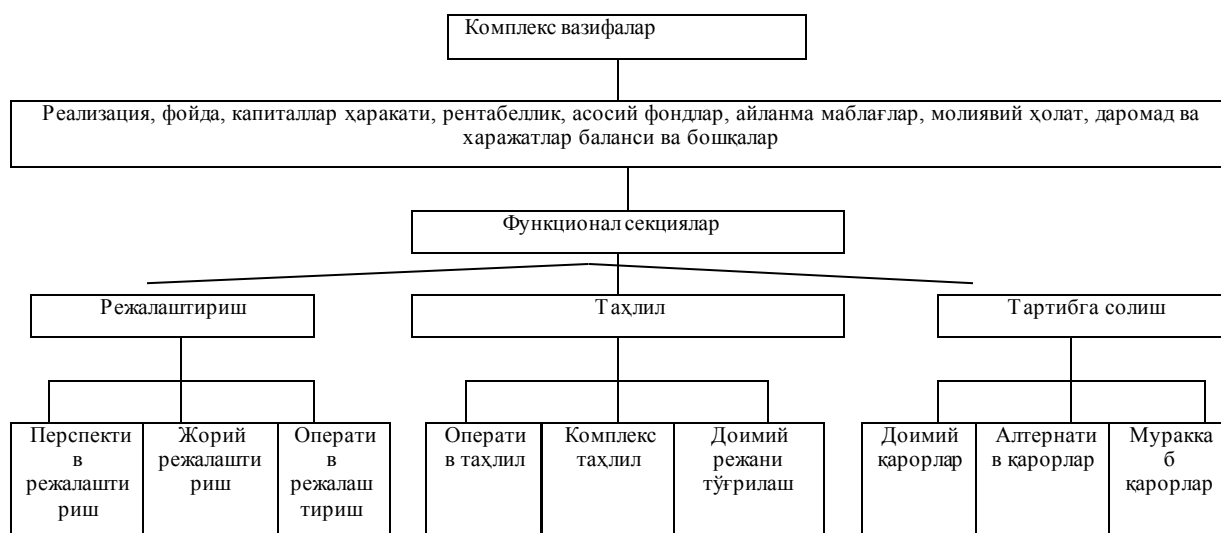 Комплекс вазифалар
Реализация, фойда, капиталлар ҳаракати, рентабеллик, асосий фондлар, айланма маблағлар, молиявий ҳолат, даромад ва
харажатлар баланси ва бошқалар
Функционал секциялар
Режалаштириш
Таҳлил
Тартибга солиш
Перспекти
в
режалашти
риш
Жорий
режалашти
риш
Операти
в
режалаш
тириш
Операти
в таҳлил
Комплекс
таҳлил
Доимий
режани
тўғрилаш
Доимий
қарорлар
Алтернати
в қарорлар
Муракка
б
қарорлар